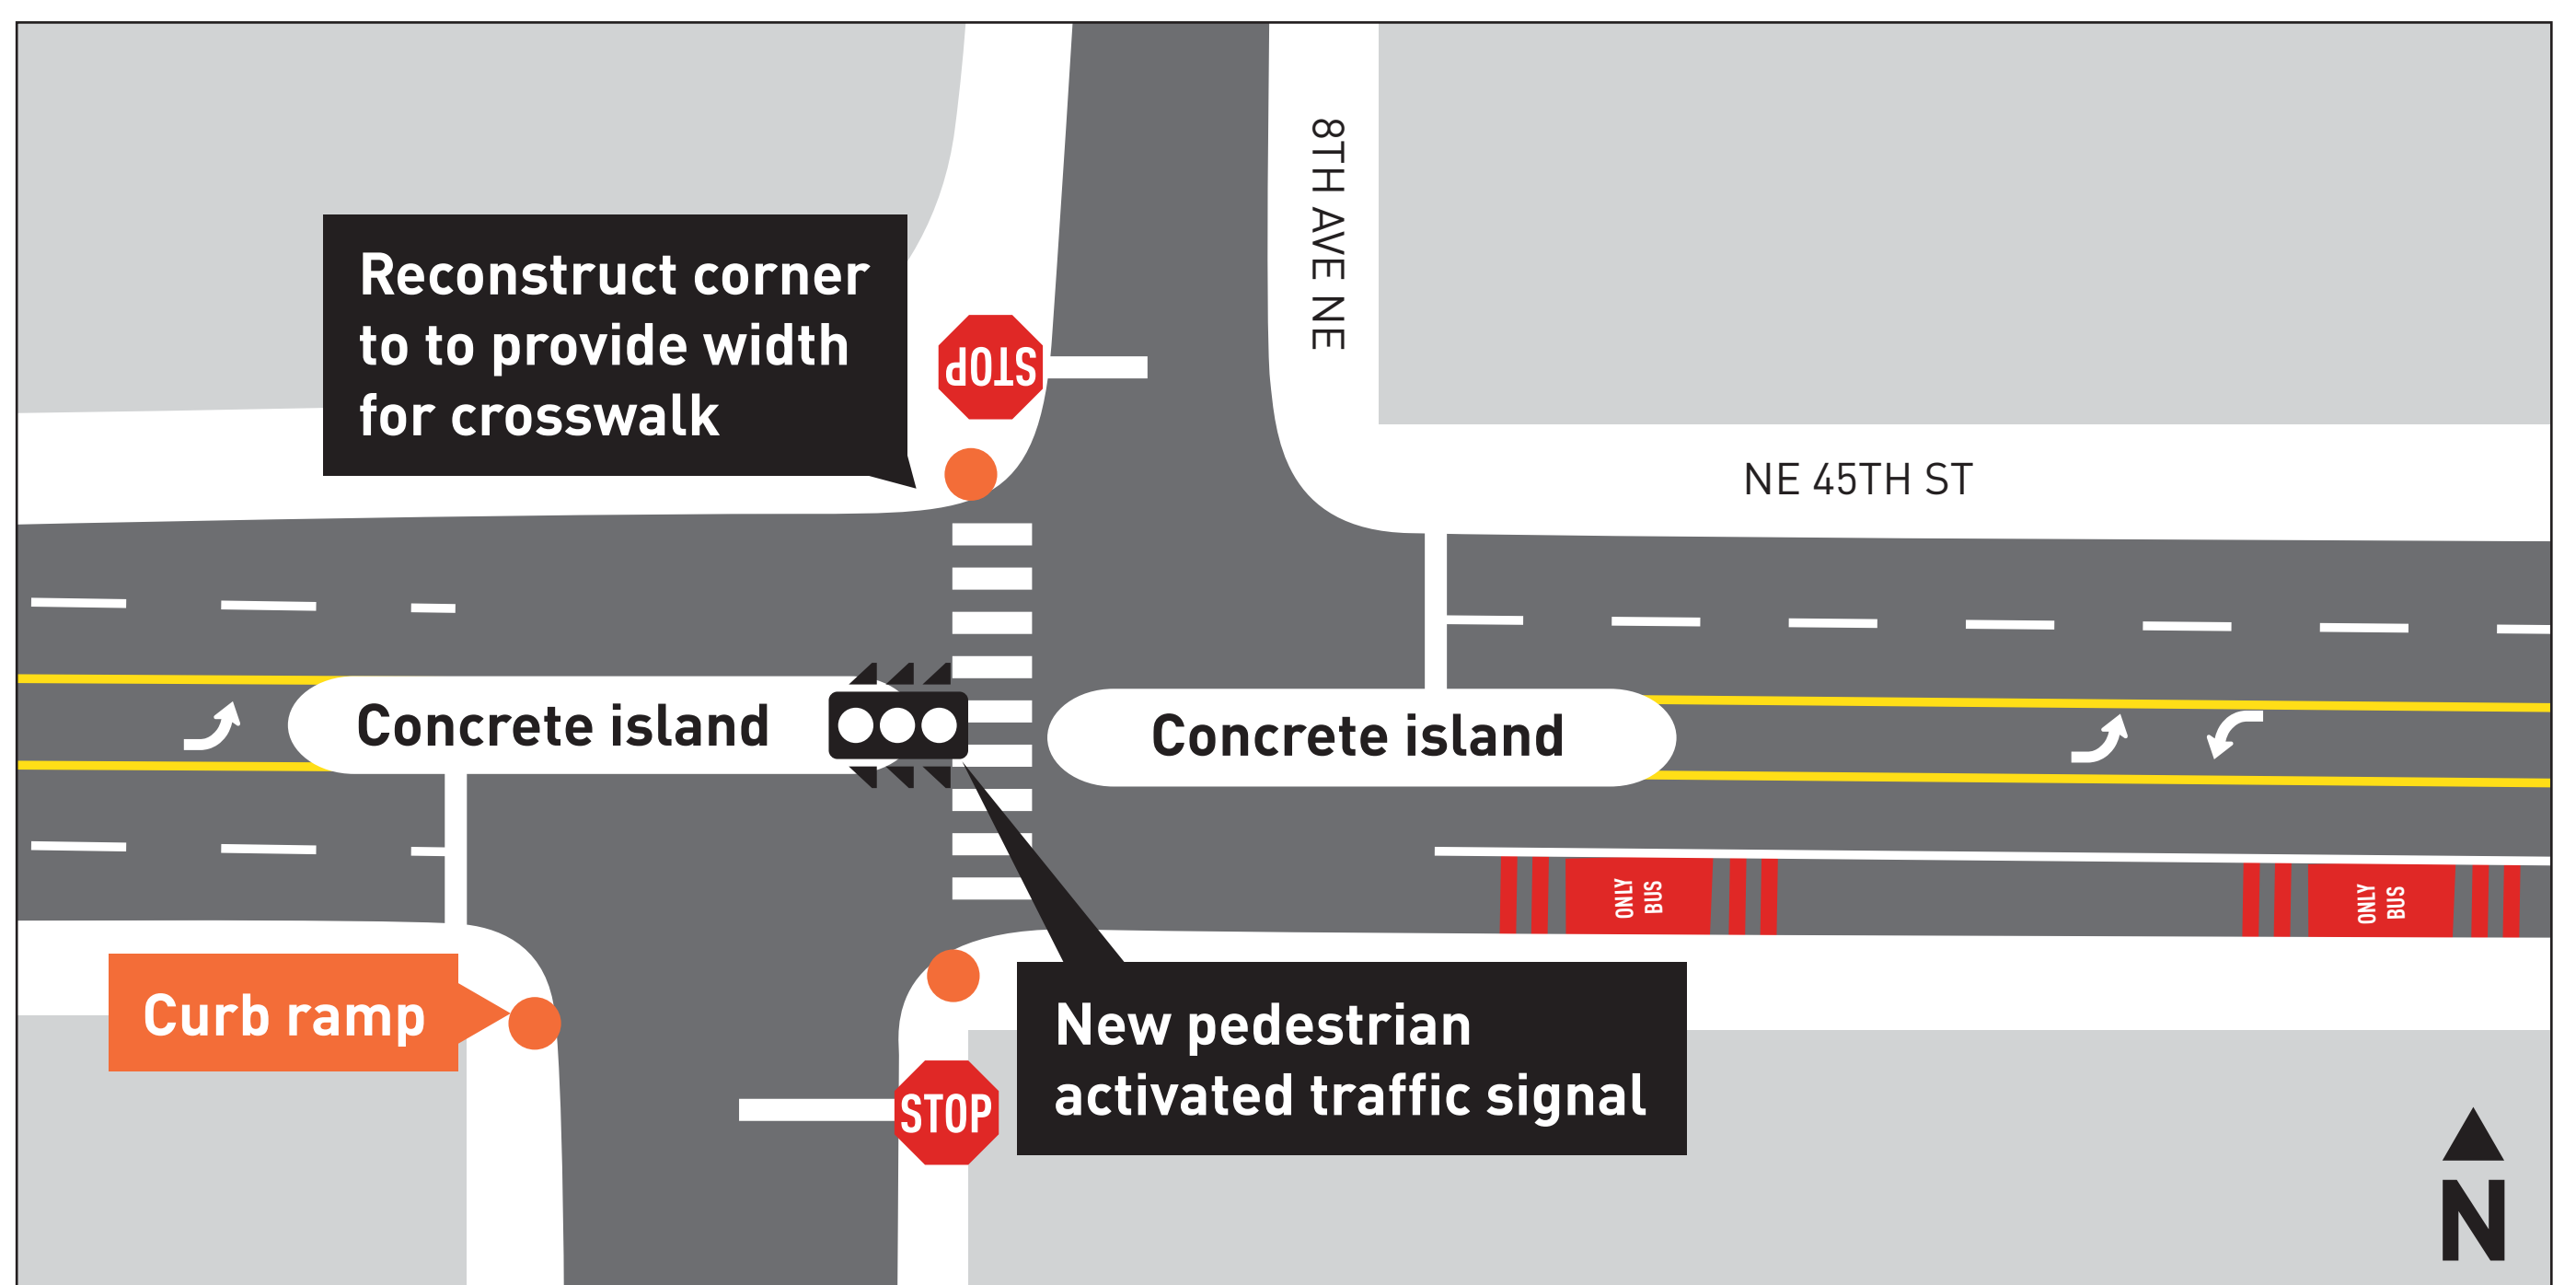 8TH AVE NE
Reconstruct corner
to to provide width
for crosswalk
STOP
NE 45TH ST
Concrete island
Concrete island
ONLY
BUS
ONLY
BUS
Curb ramp
New pedestrian
activated traffic signal
STOP
N